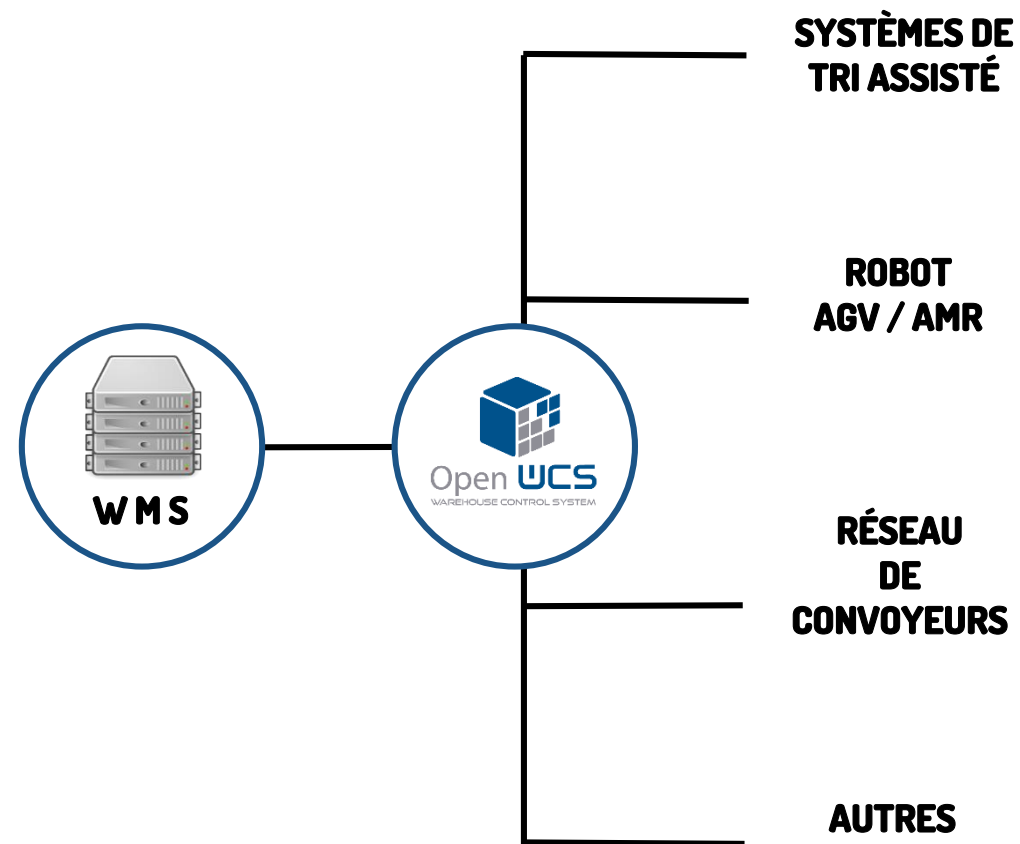 SYSTÈMES DE
TRI ASSISTÉ
ROBOT
AGV / AMR
WMS
Open WCS
WAREHOUSE CONTROL SYSTEM
RÉSEAU
DE
CONVOYEURS
AUTRES